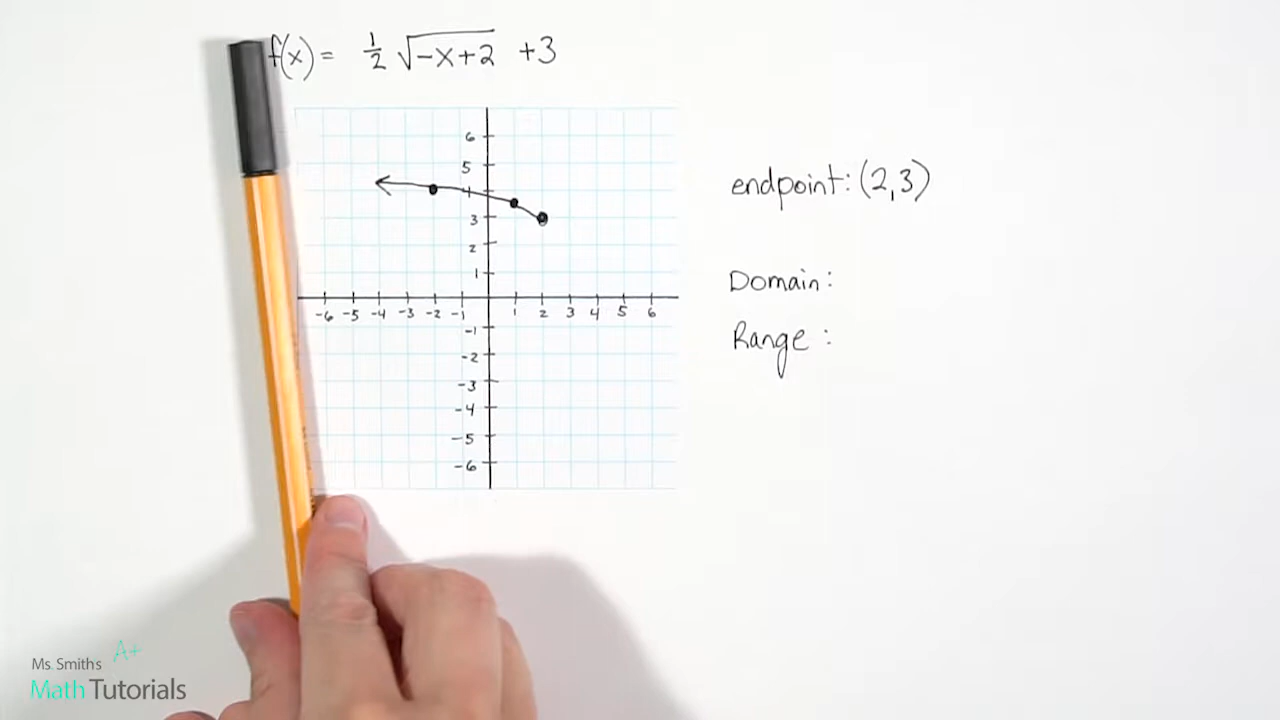 f(x) = 1/2 √-x+2 +3
6
5
4
3
2
1
-6 -5 -4 -3 -2 -1 1 2 3 4 5 6
-1
-2
-3
-4
-5
-6
endpoint: (2,3)
Domain:
Range:
A+
Ms. Smiths
Math Tutorials